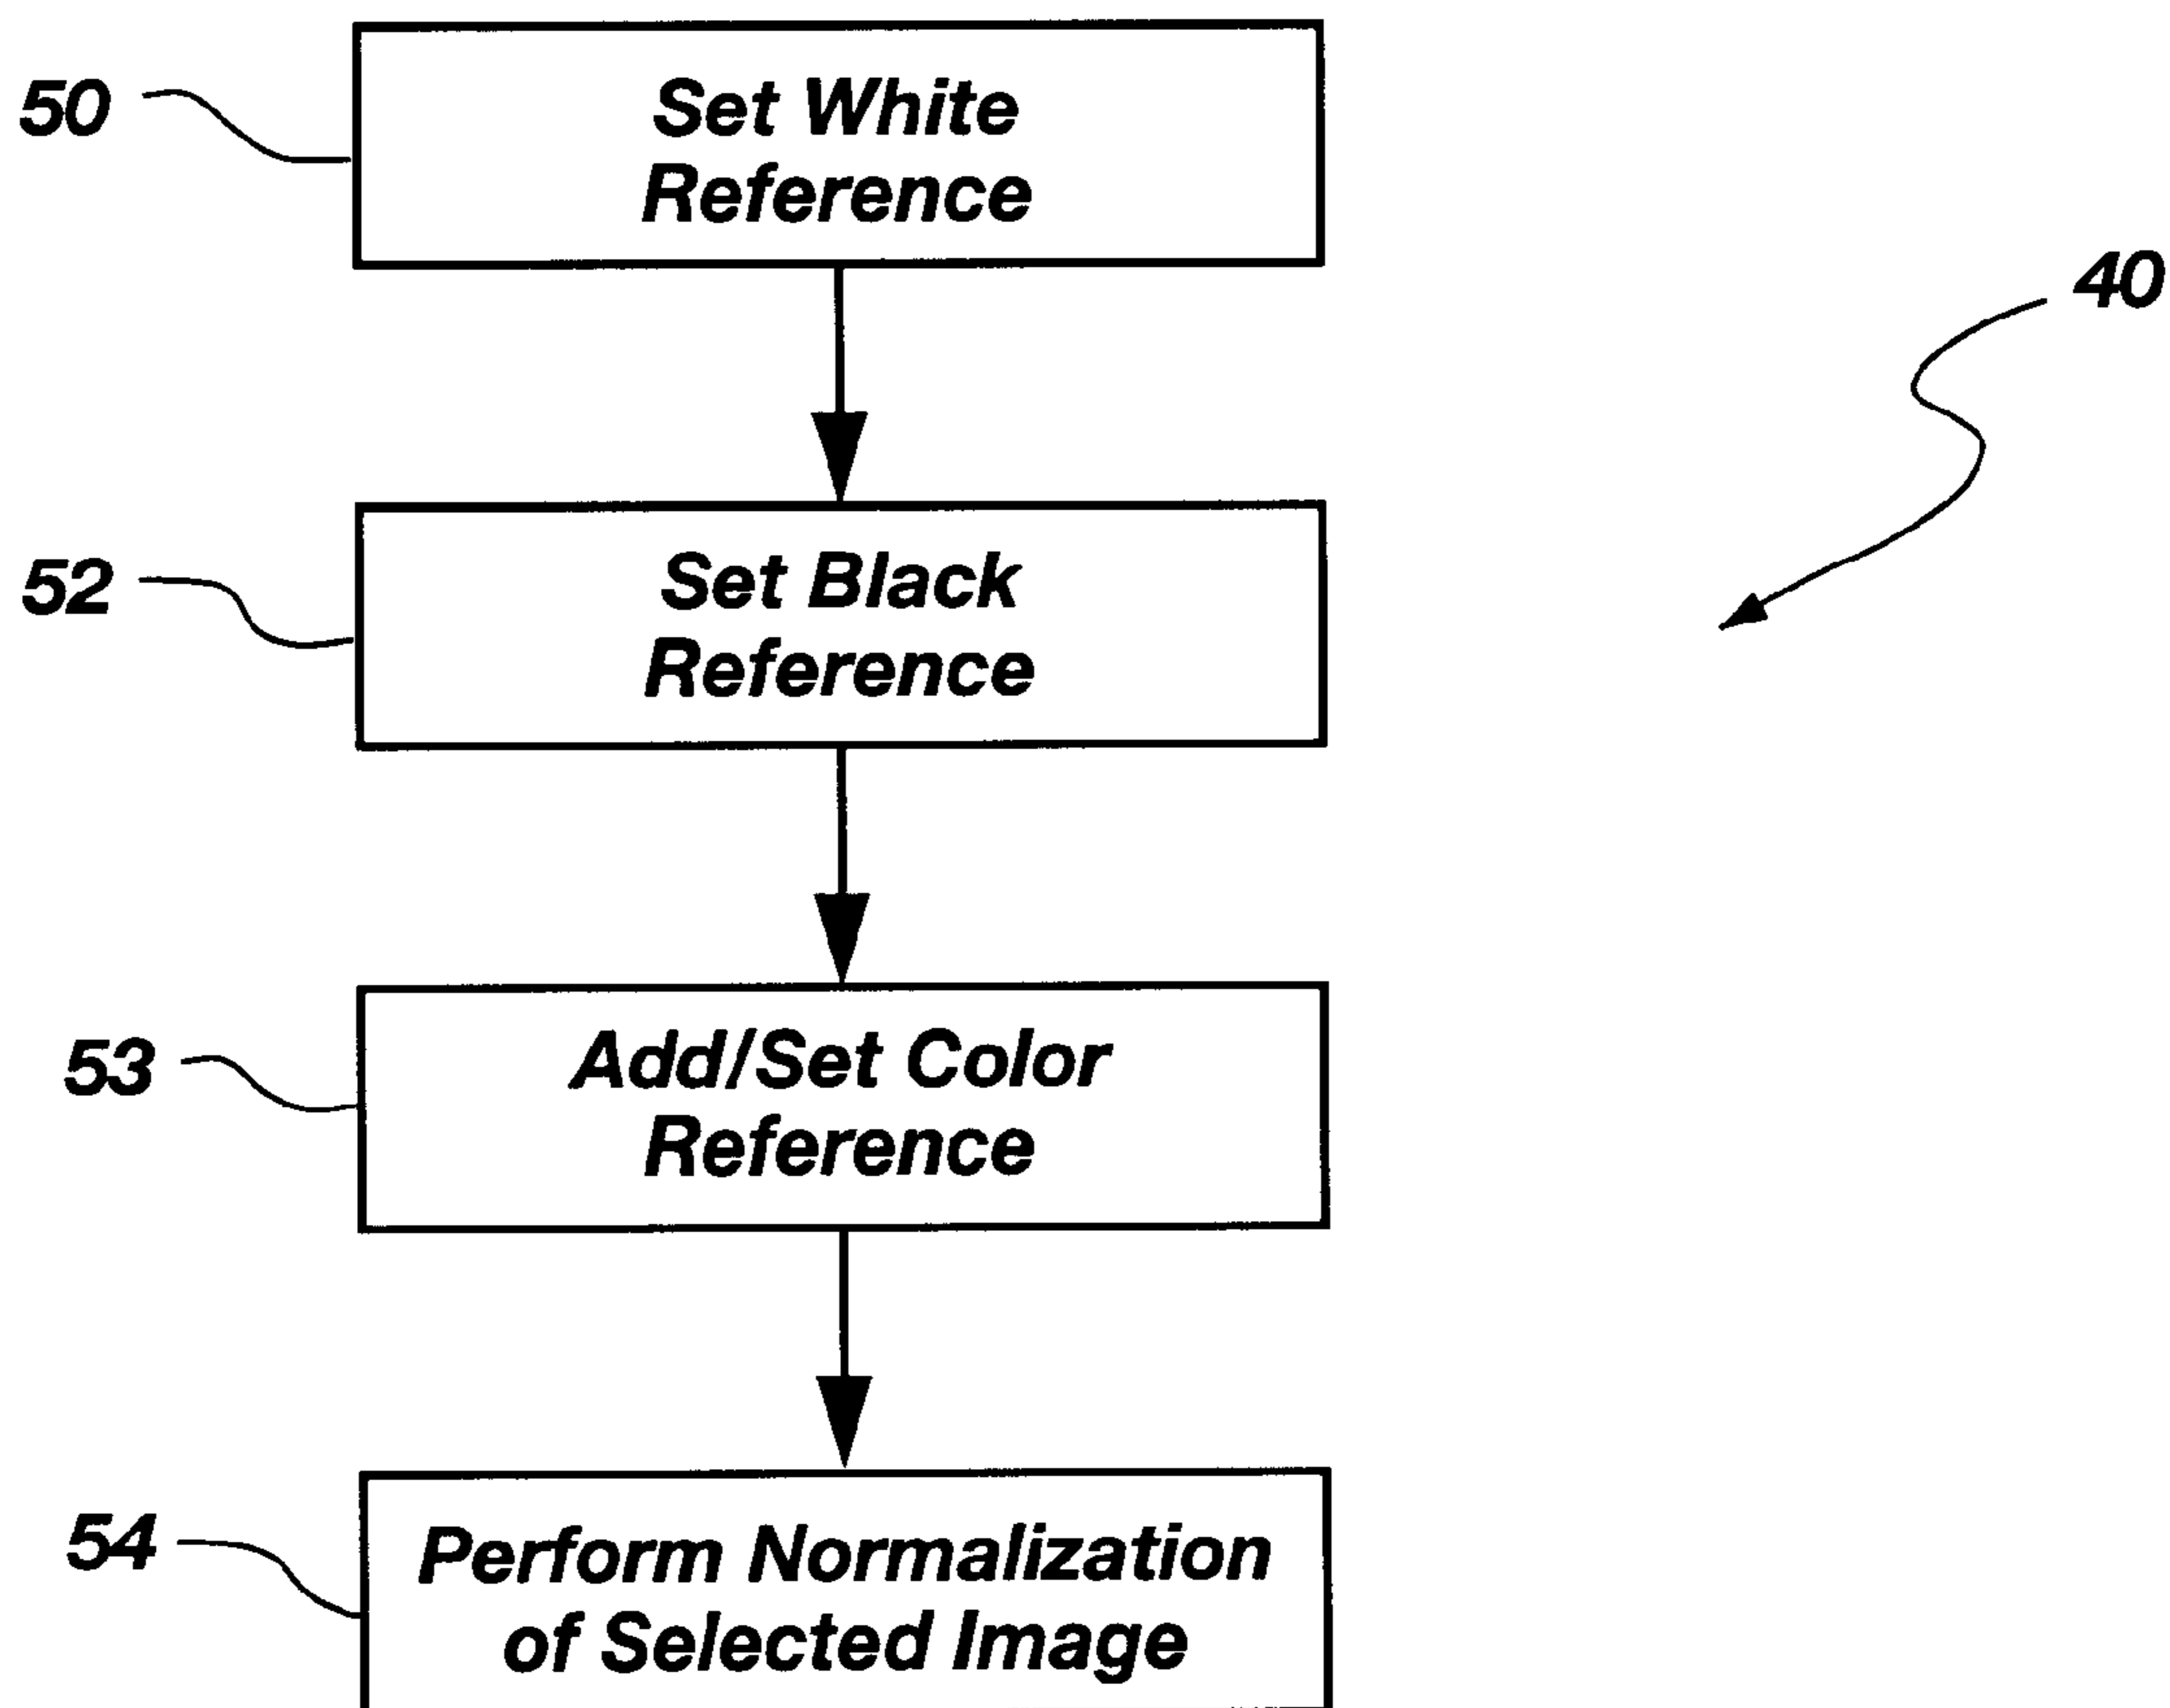 50
Set White
Reference
40
52
Set Black
Reference
53
Add/Set Color
Reference
54
Perform Normalization
of Selected Image